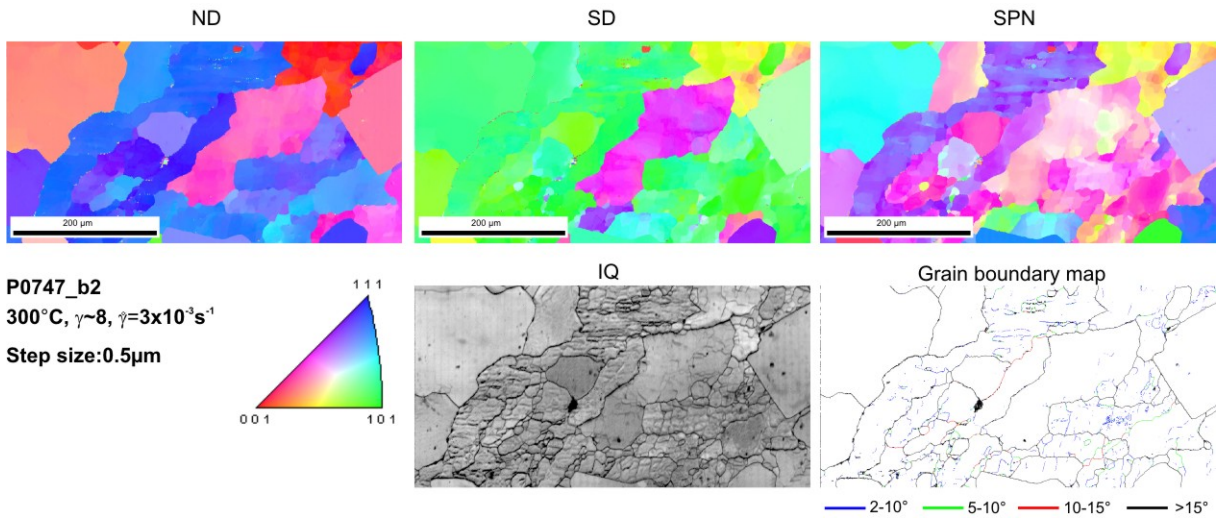 ND
SD
SPN
200 µm
200 µm
200 µm
P0747_b2
300°C, γ~8, γ̇=3x10⁻³s⁻¹
Step size:0.5µm
1 1 1
0 0 1
1 0 1
IQ
Grain boundary map
2-10°
5-10°
10-15°
>15°